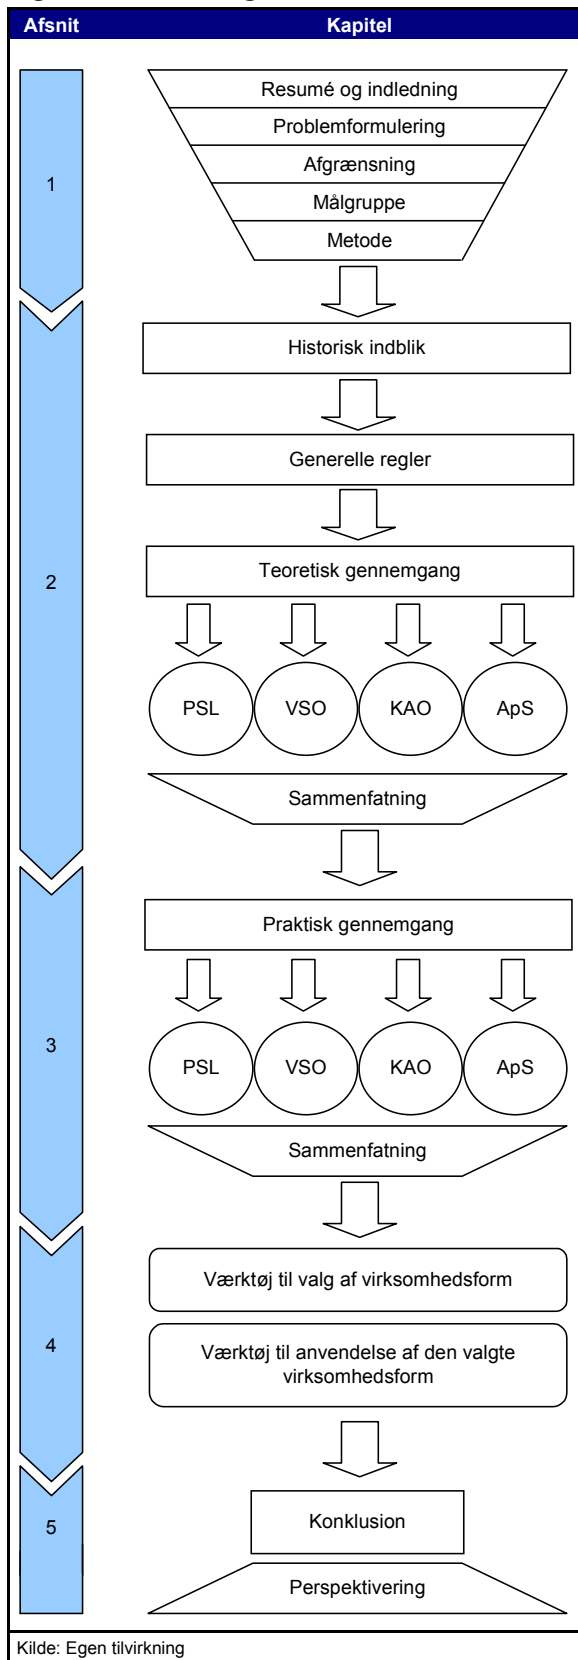 Afsnit Kapitel
Resumé og indledning
Problemformulering
Afgrænsning
1
Målgruppe
Metode
Historisk indblik
Generelle regler
Teoretisk gennemgang
2
PSL VSO KAO ApS
Sammenfatning
Praktisk gennemgang
3
PSL VSO KAO ApS
Sammenfatning
Værktøj til valg af virksomhedsform
4
Værktøj til anvendelse af den valgte
virksomhedsform
5
Konklusion
Perspektivering
Kilde: Egen tilvirkning